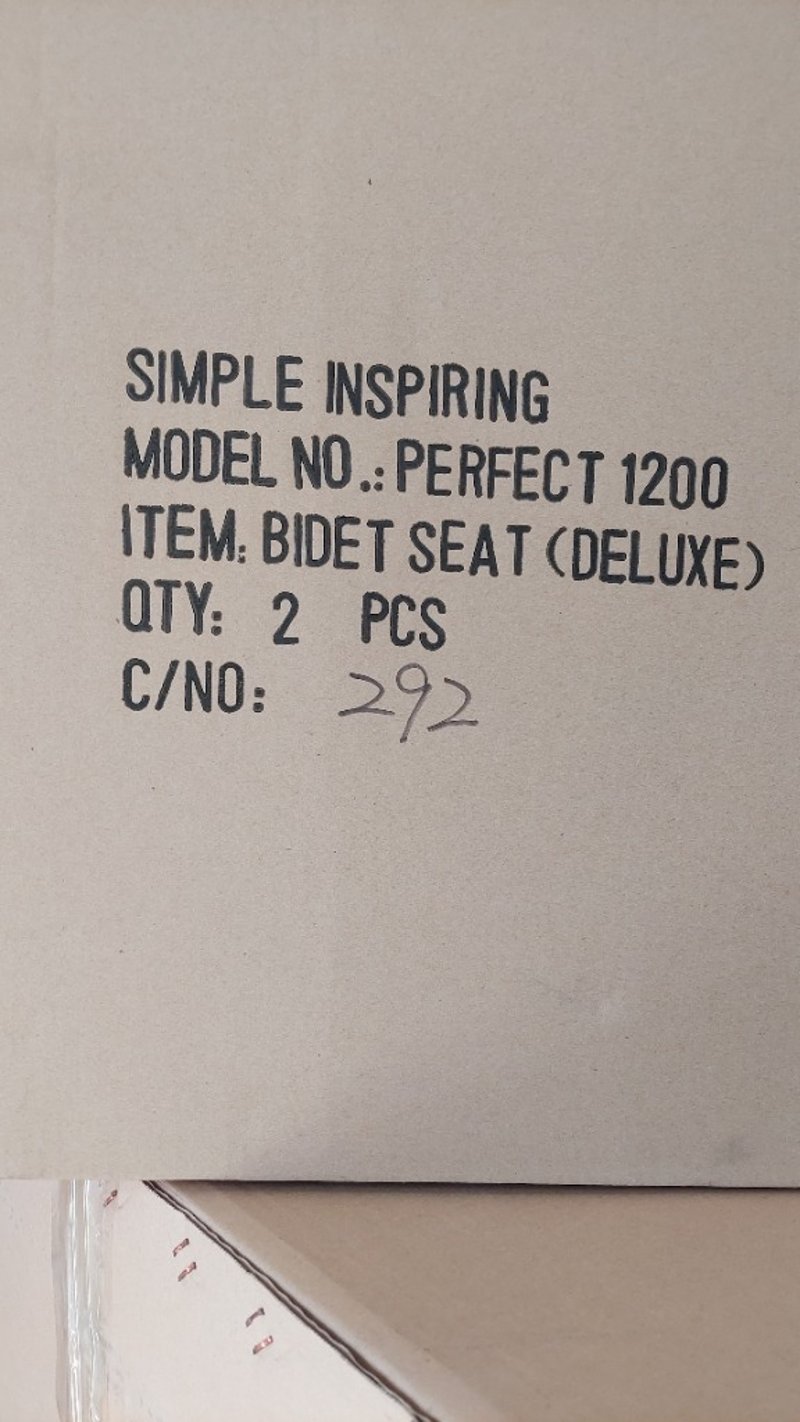 SIMPLE INSPIRING
MODEL NO.: PERFECT 1200
ITEM: BIDET SEAT (DELUXE)
QTY: 2 PCS
C/NO: 292